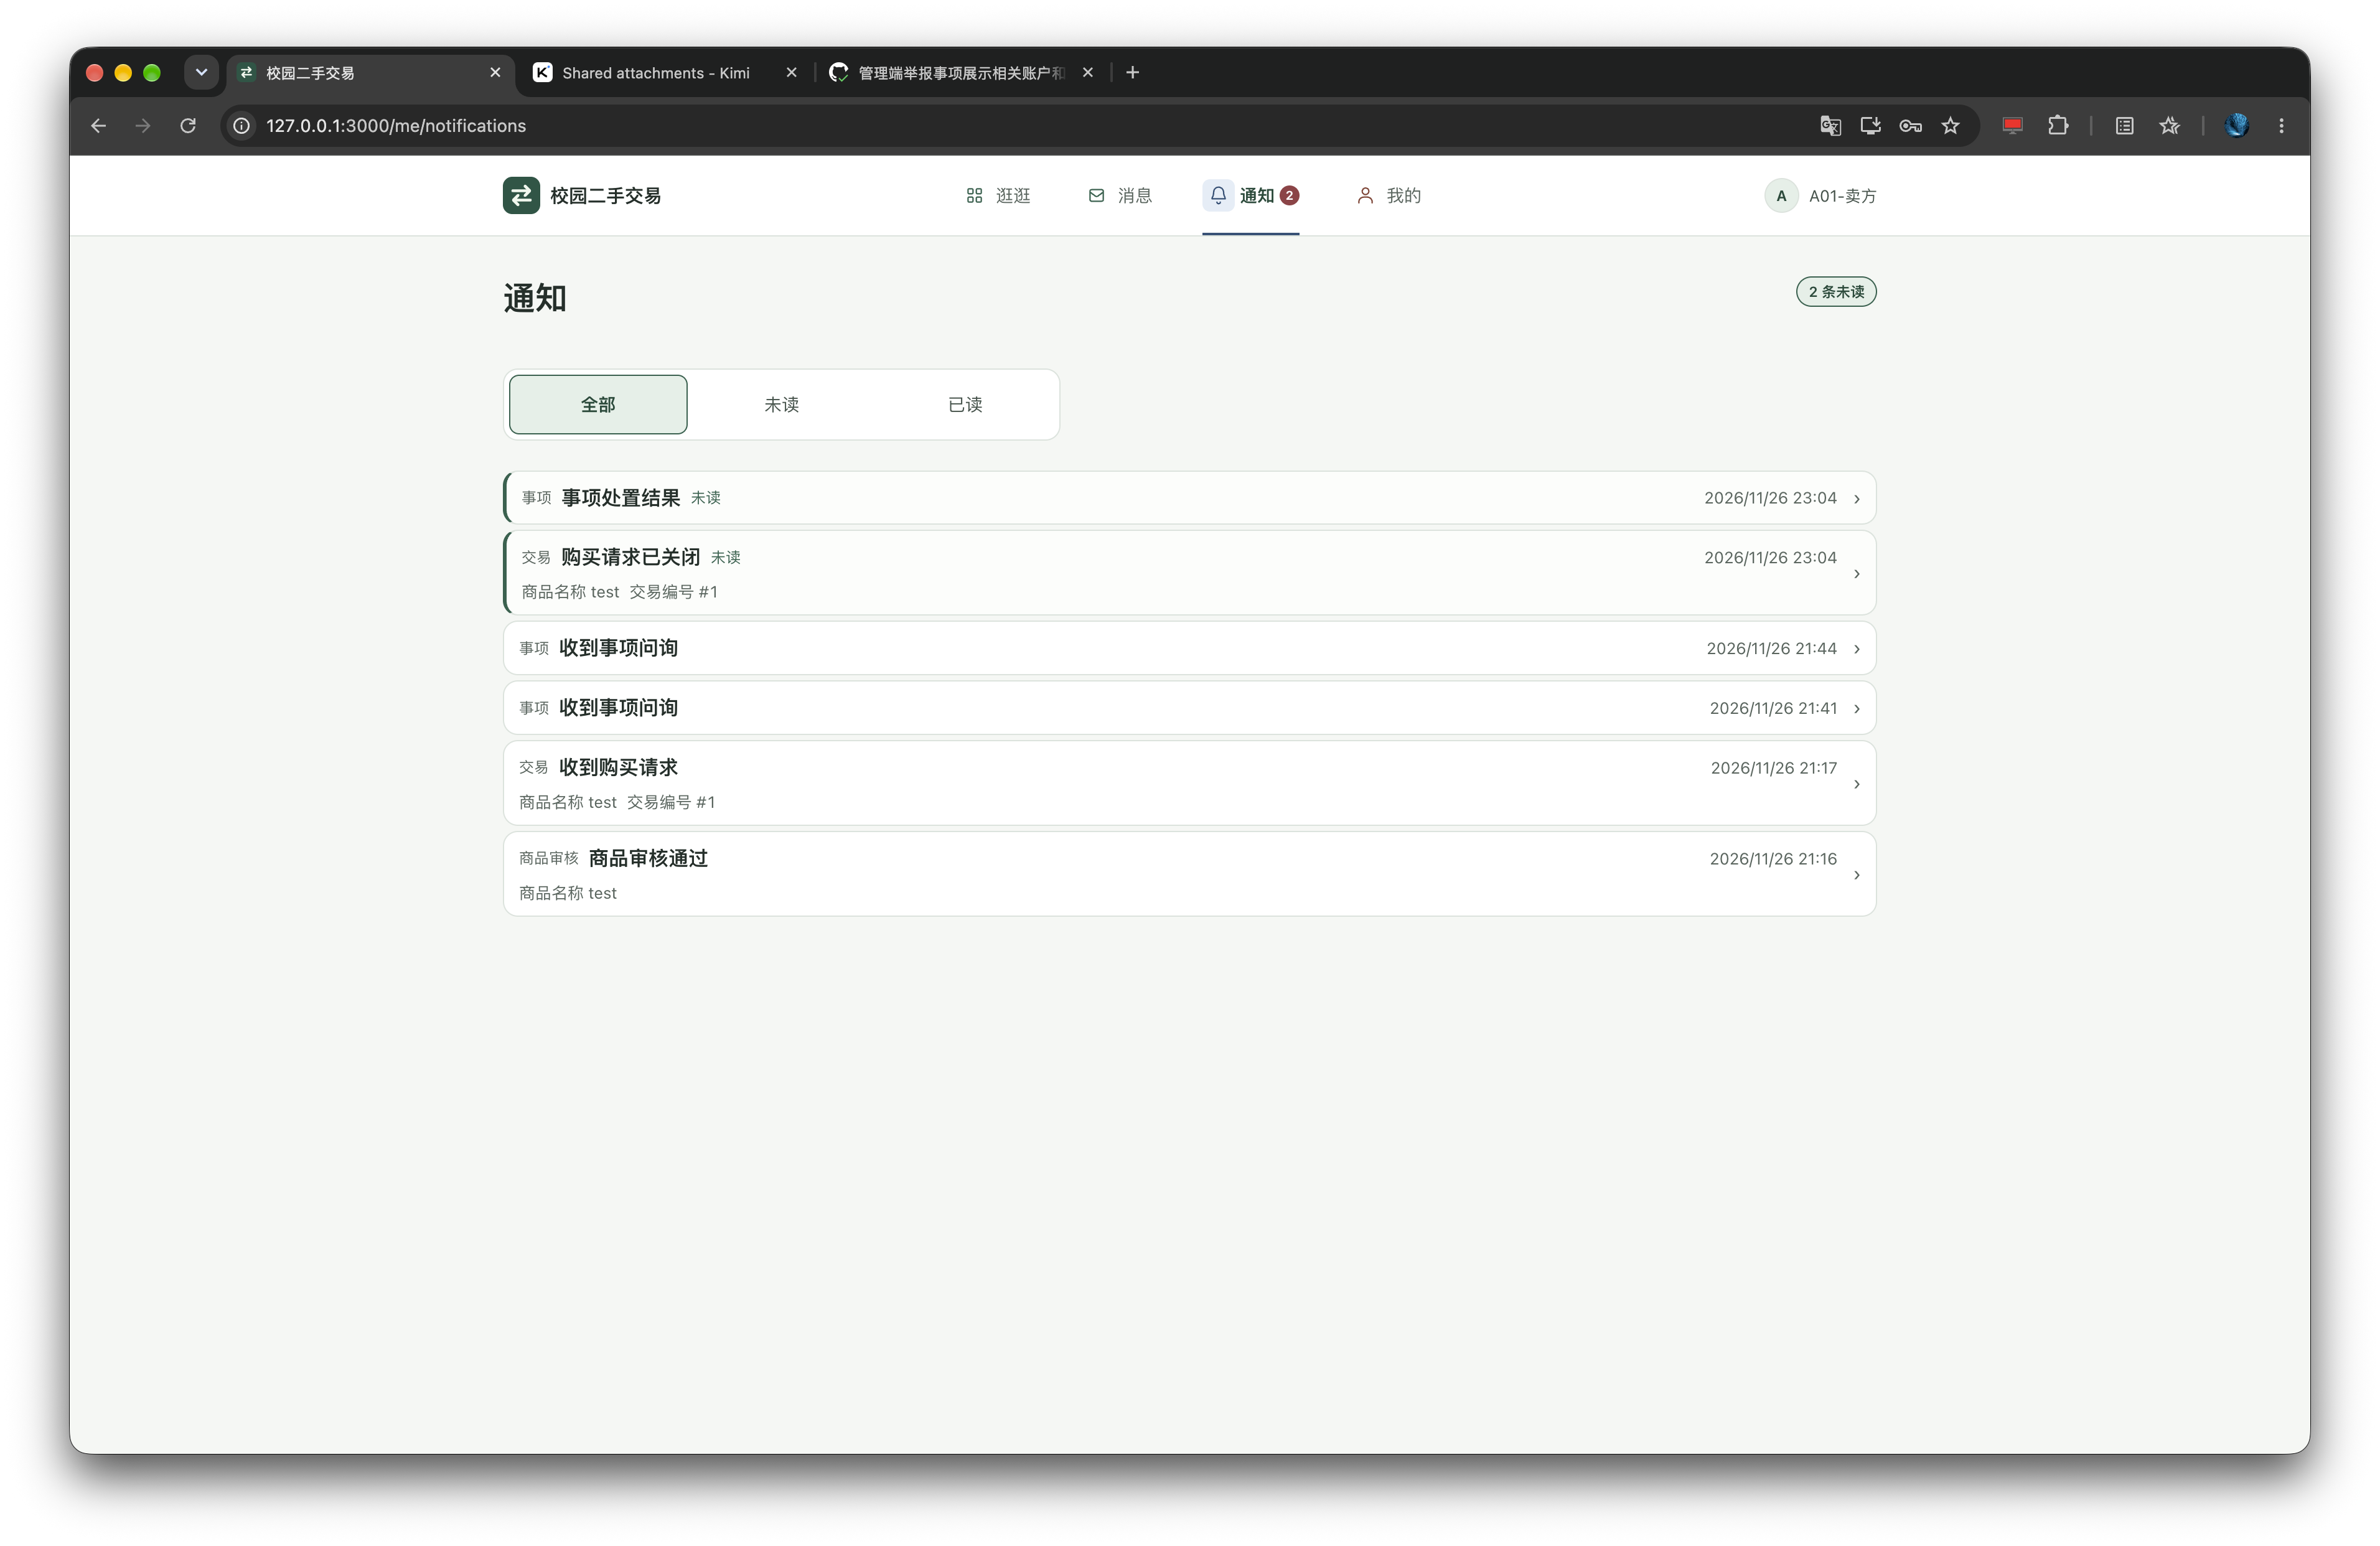 校园二手交易
Shared attachments - Kimi
管理端举报事项展示相关账户和
127.0.0.1:3000/me/notifications
校园二手交易
逛逛
消息
通知 2
我的
A A01-卖方
通知
2 条未读
全部
未读
已读
事项 事项处置结果 未读 2026/11/26 23:04
交易 购买请求已关闭 未读 2026/11/26 23:04
商品名称 test 交易编号 #1
事项 收到事项问询 2026/11/26 21:44
事项 收到事项问询 2026/11/26 21:41
交易 收到购买请求 2026/11/26 21:17
商品名称 test 交易编号 #1
商品审核 商品审核通过 2026/11/26 21:16
商品名称 test